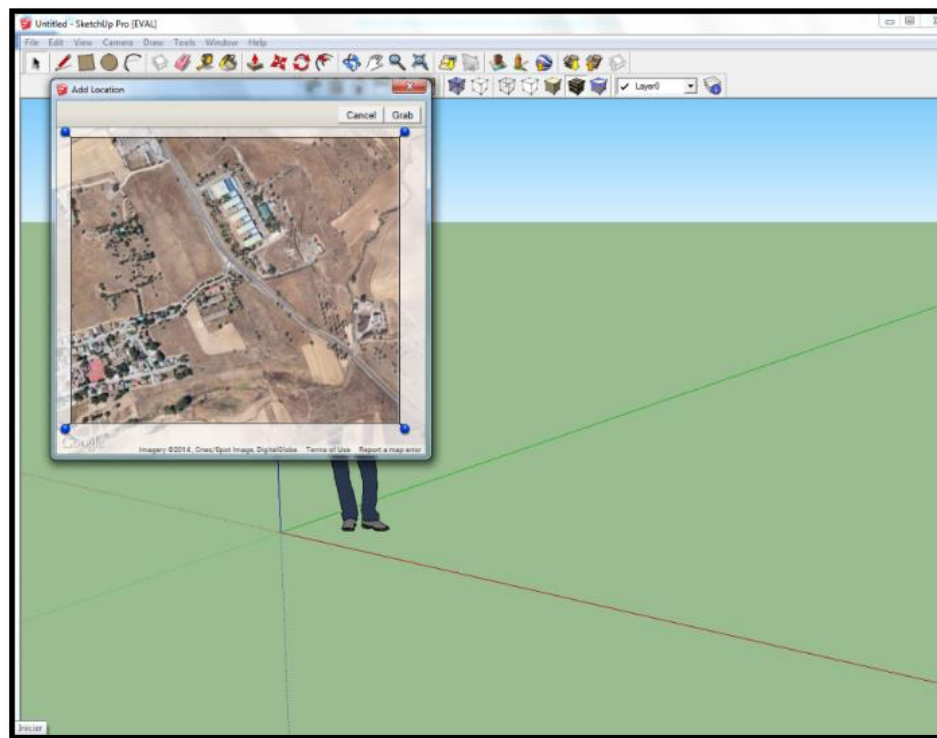 Untitled - SketchUp Pro [EVAL]
File Edit View Camera Draw Tools Window Help
Layer0
Add Location
Cancel Grab
Google
Imagery ©2014 , Cnes/Spot Image, DigitalGlobe Terms of Use Report a map error
Iniciar